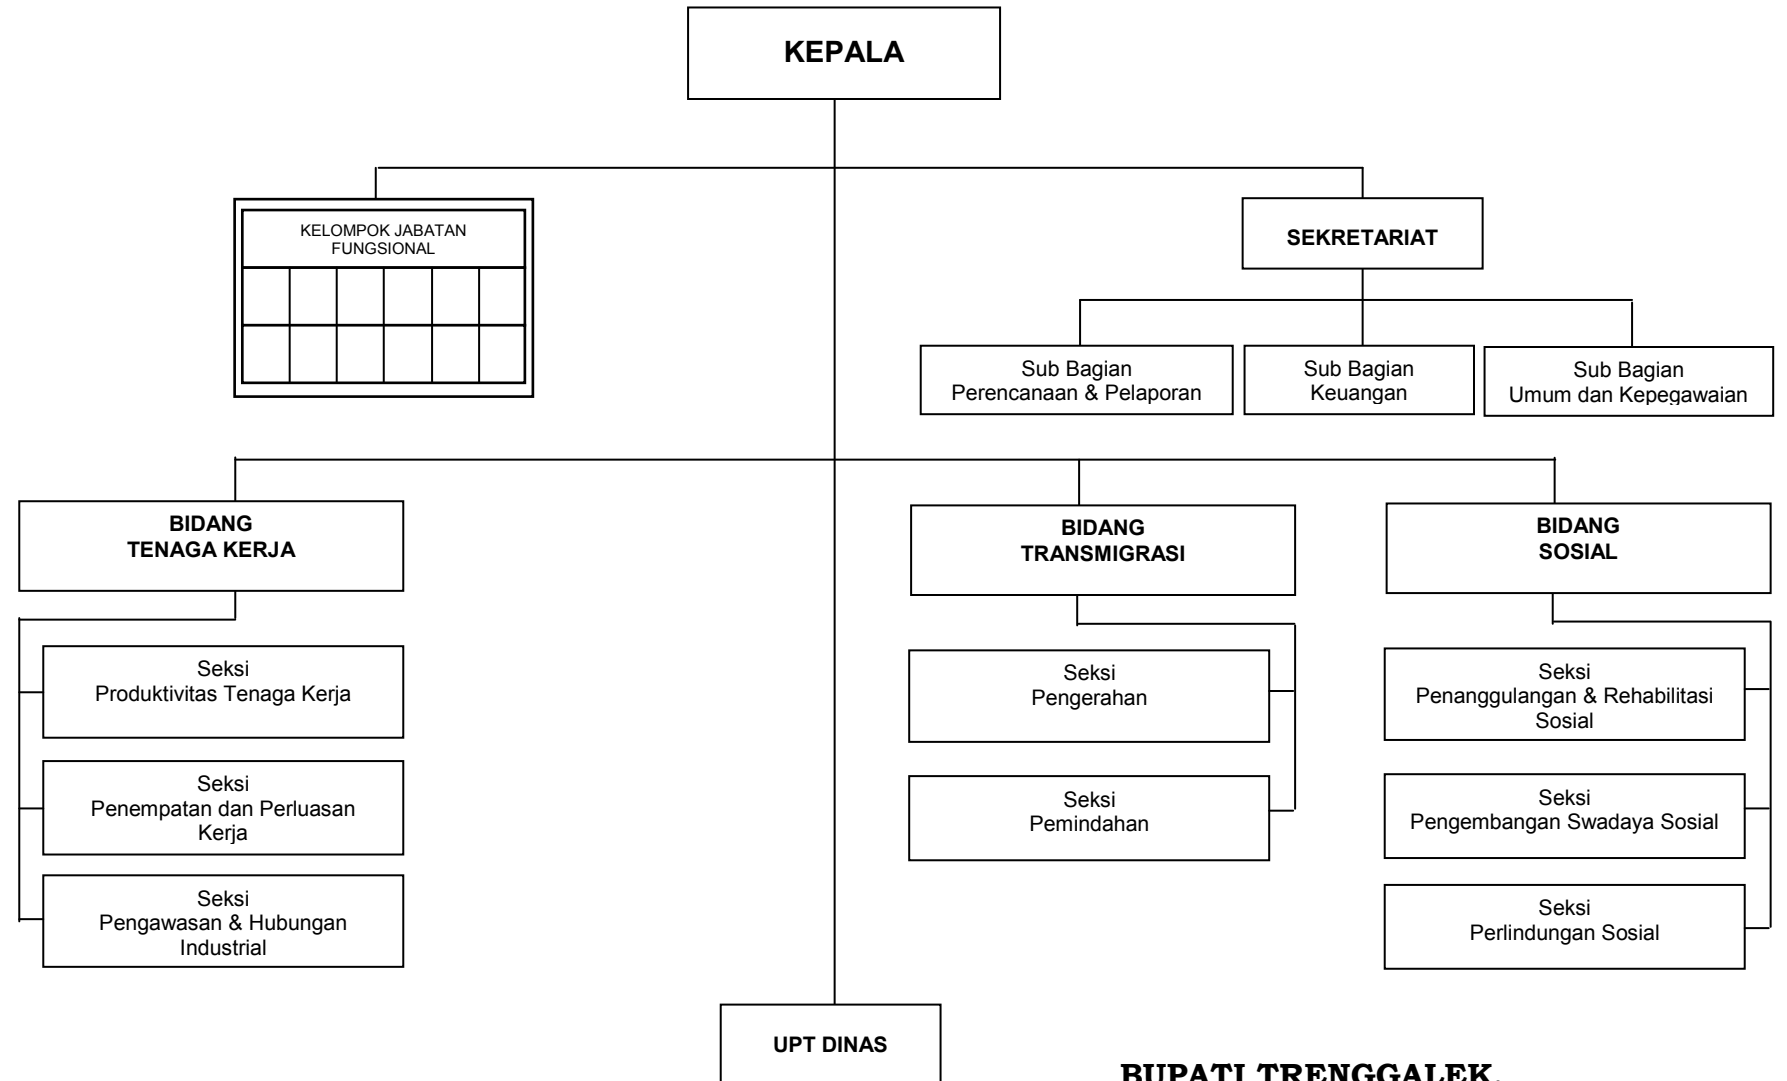 KEPALA
KELOMPOK JABATAN
FUNGSIONAL
SEKRETARIAT
Sub Bagian
Perencanaan & Pelaporan
Sub Bagian
Keuangan
Sub Bagian
Umum dan Kepegawaian
BIDANG
TENAGA KERJA
BIDANG
TRANSMIGRASI
BIDANG
SOSIAL
Seksi
Produktivitas Tenaga Kerja
Seksi
Penempatan dan Perluasan
Kerja
Seksi
Pengawasan & Hubungan
Industrial
Seksi
Pengerahan
Seksi
Pemindahan
Seksi
Penanggulangan & Rehabilitasi
Sosial
Seksi
Pengembangan Swadaya Sosial
Seksi
Perlindungan Sosial
UPT DINAS
BUPATI TRENGGALEK,